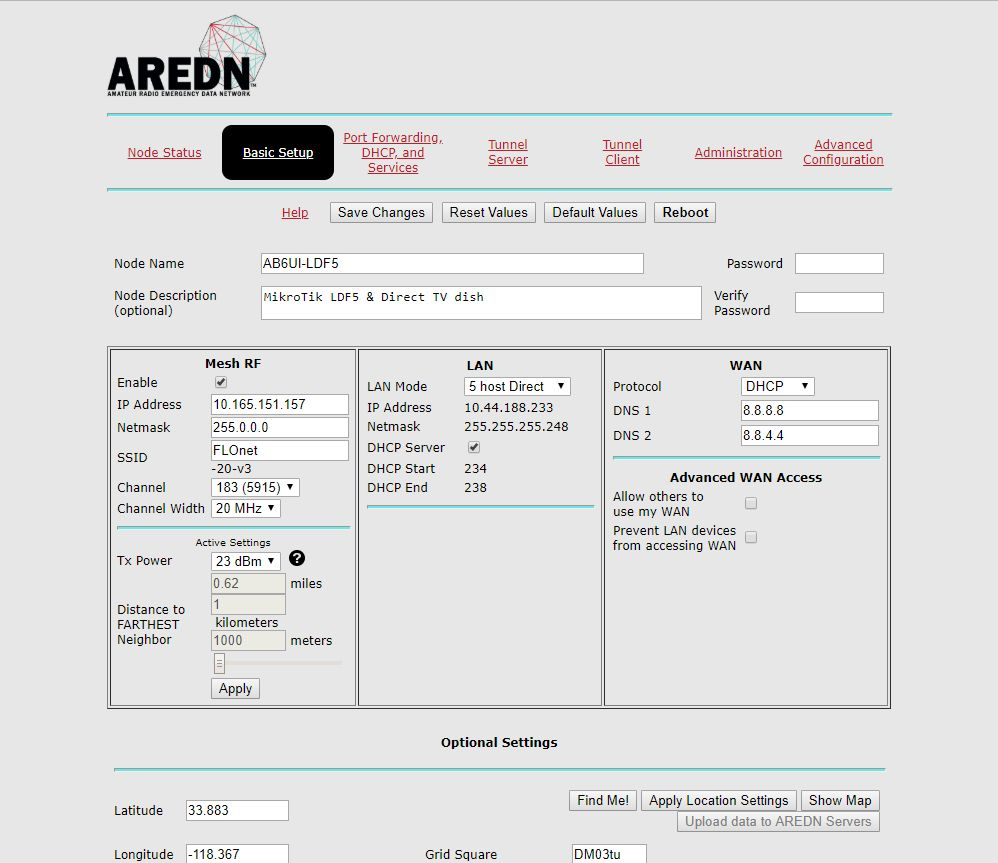 AREDN™
AMATEUR RADIO EMERGENCY DATA NETWORK
Node Status
Basic Setup
Port Forwarding,
DHCP, and
Services
Tunnel
Server
Tunnel
Client
Administration
Advanced
Configuration
Help
Save Changes
Reset Values
Default Values
Reboot
Node Name
AB6UI-LDF5
Password
Node Description
(optional)
MikroTik LDF5 & Direct TV dish
Verify
Password
Mesh RF
Enable
IP Address 10.165.151.157
Netmask 255.0.0.0
SSID FLOnet
-20-v3
Channel 183 (5915)
Channel Width 20 MHz
Active Settings
Tx Power 23 dBm ?
0.62 miles
Distance to
FARTHEST
Neighbor
1
kilometers
1000 meters
Apply
LAN
LAN Mode 5 host Direct
IP Address 10.44.188.233
Netmask 255.255.255.248
DHCP Server
DHCP Start 234
DHCP End 238
WAN
Protocol DHCP
DNS 1 8.8.8.8
DNS 2 8.8.4.4
Advanced WAN Access
Allow others to
use my WAN
Prevent LAN devices
from accessing WAN
Optional Settings
Latitude 33.883
Find Me! Apply Location Settings Show Map
Upload data to AREDN Servers
Longitude -118.367
Grid Square DM03tu